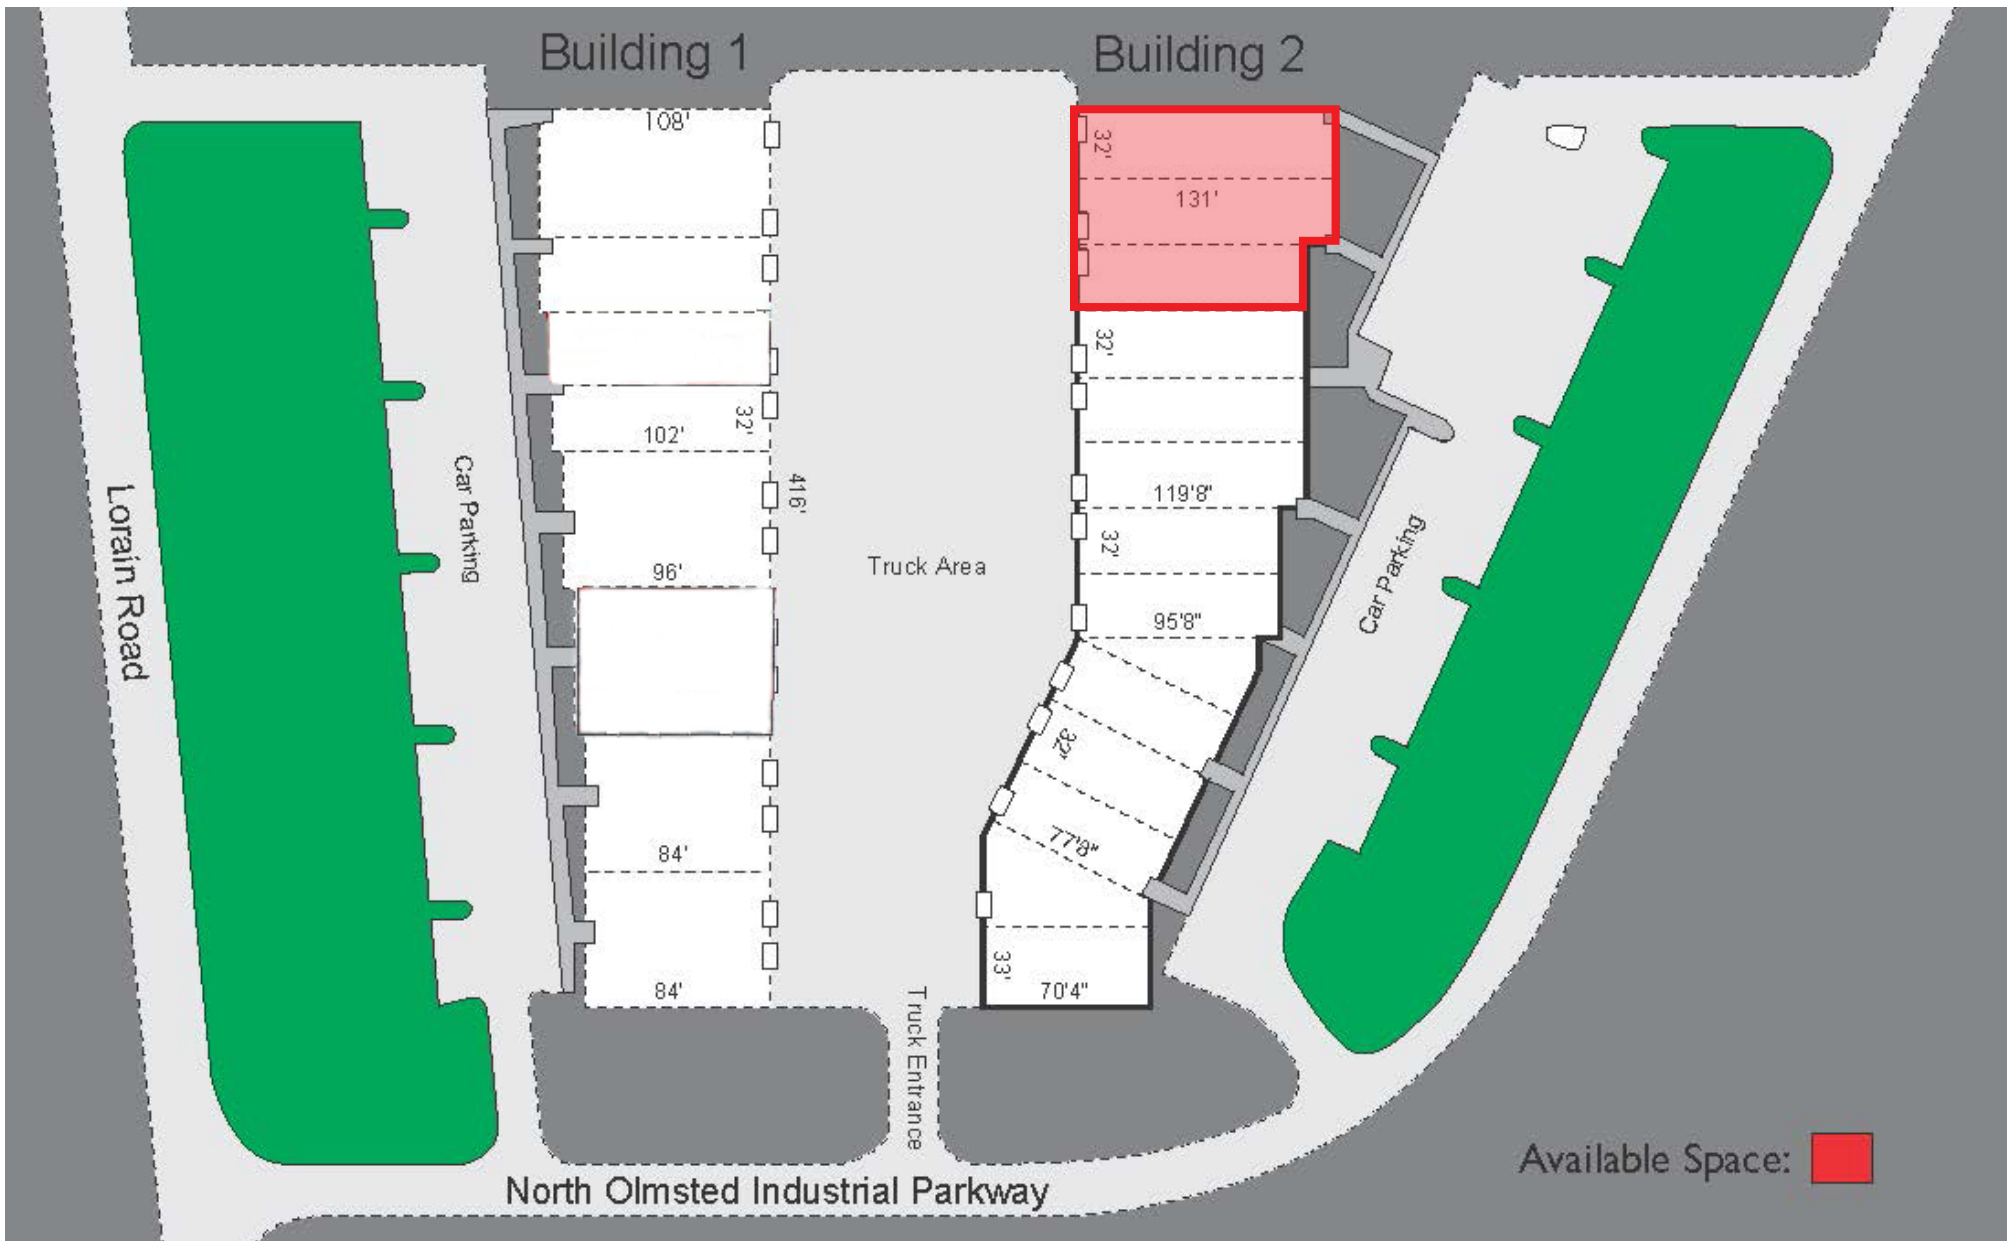 Building 1
Building 2
108'
32'
131'
32'
32'
102'
416'
119'8"
32'
96'
95'8"
Car Parking
Lorain Road
Truck Area
Car Parking
32'
77'8"
84'
33'
84'
70'4"
Truck Entrance
Available Space:
North Olmsted Industrial Parkway